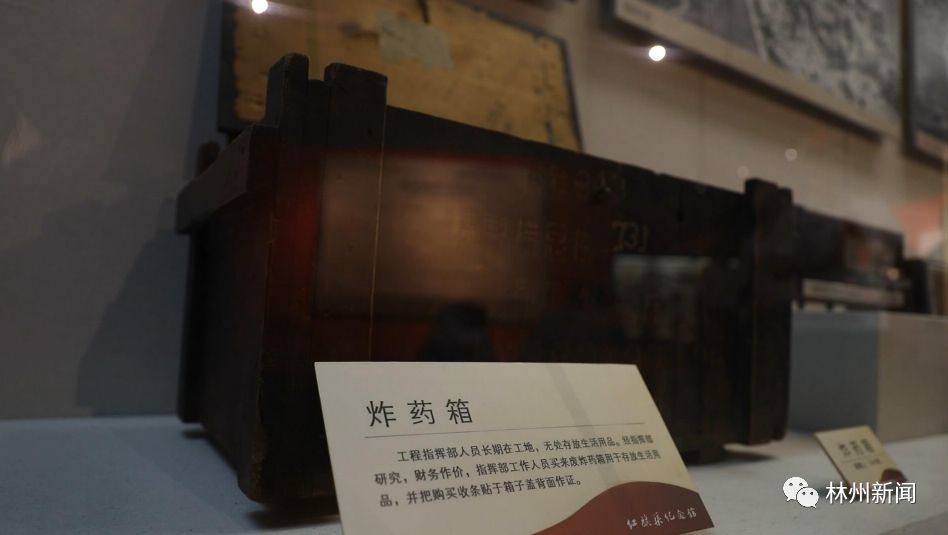 731
炸药箱
工程指挥部人员长期在工地，无处存放生活用品。经指挥部
研究，财务作价，指挥部工作人员买来废炸药箱用于存放生活用
品，并把购买收条贴于箱子盖背面作证。
红旗渠纪念馆
炸药箱
林州新闻